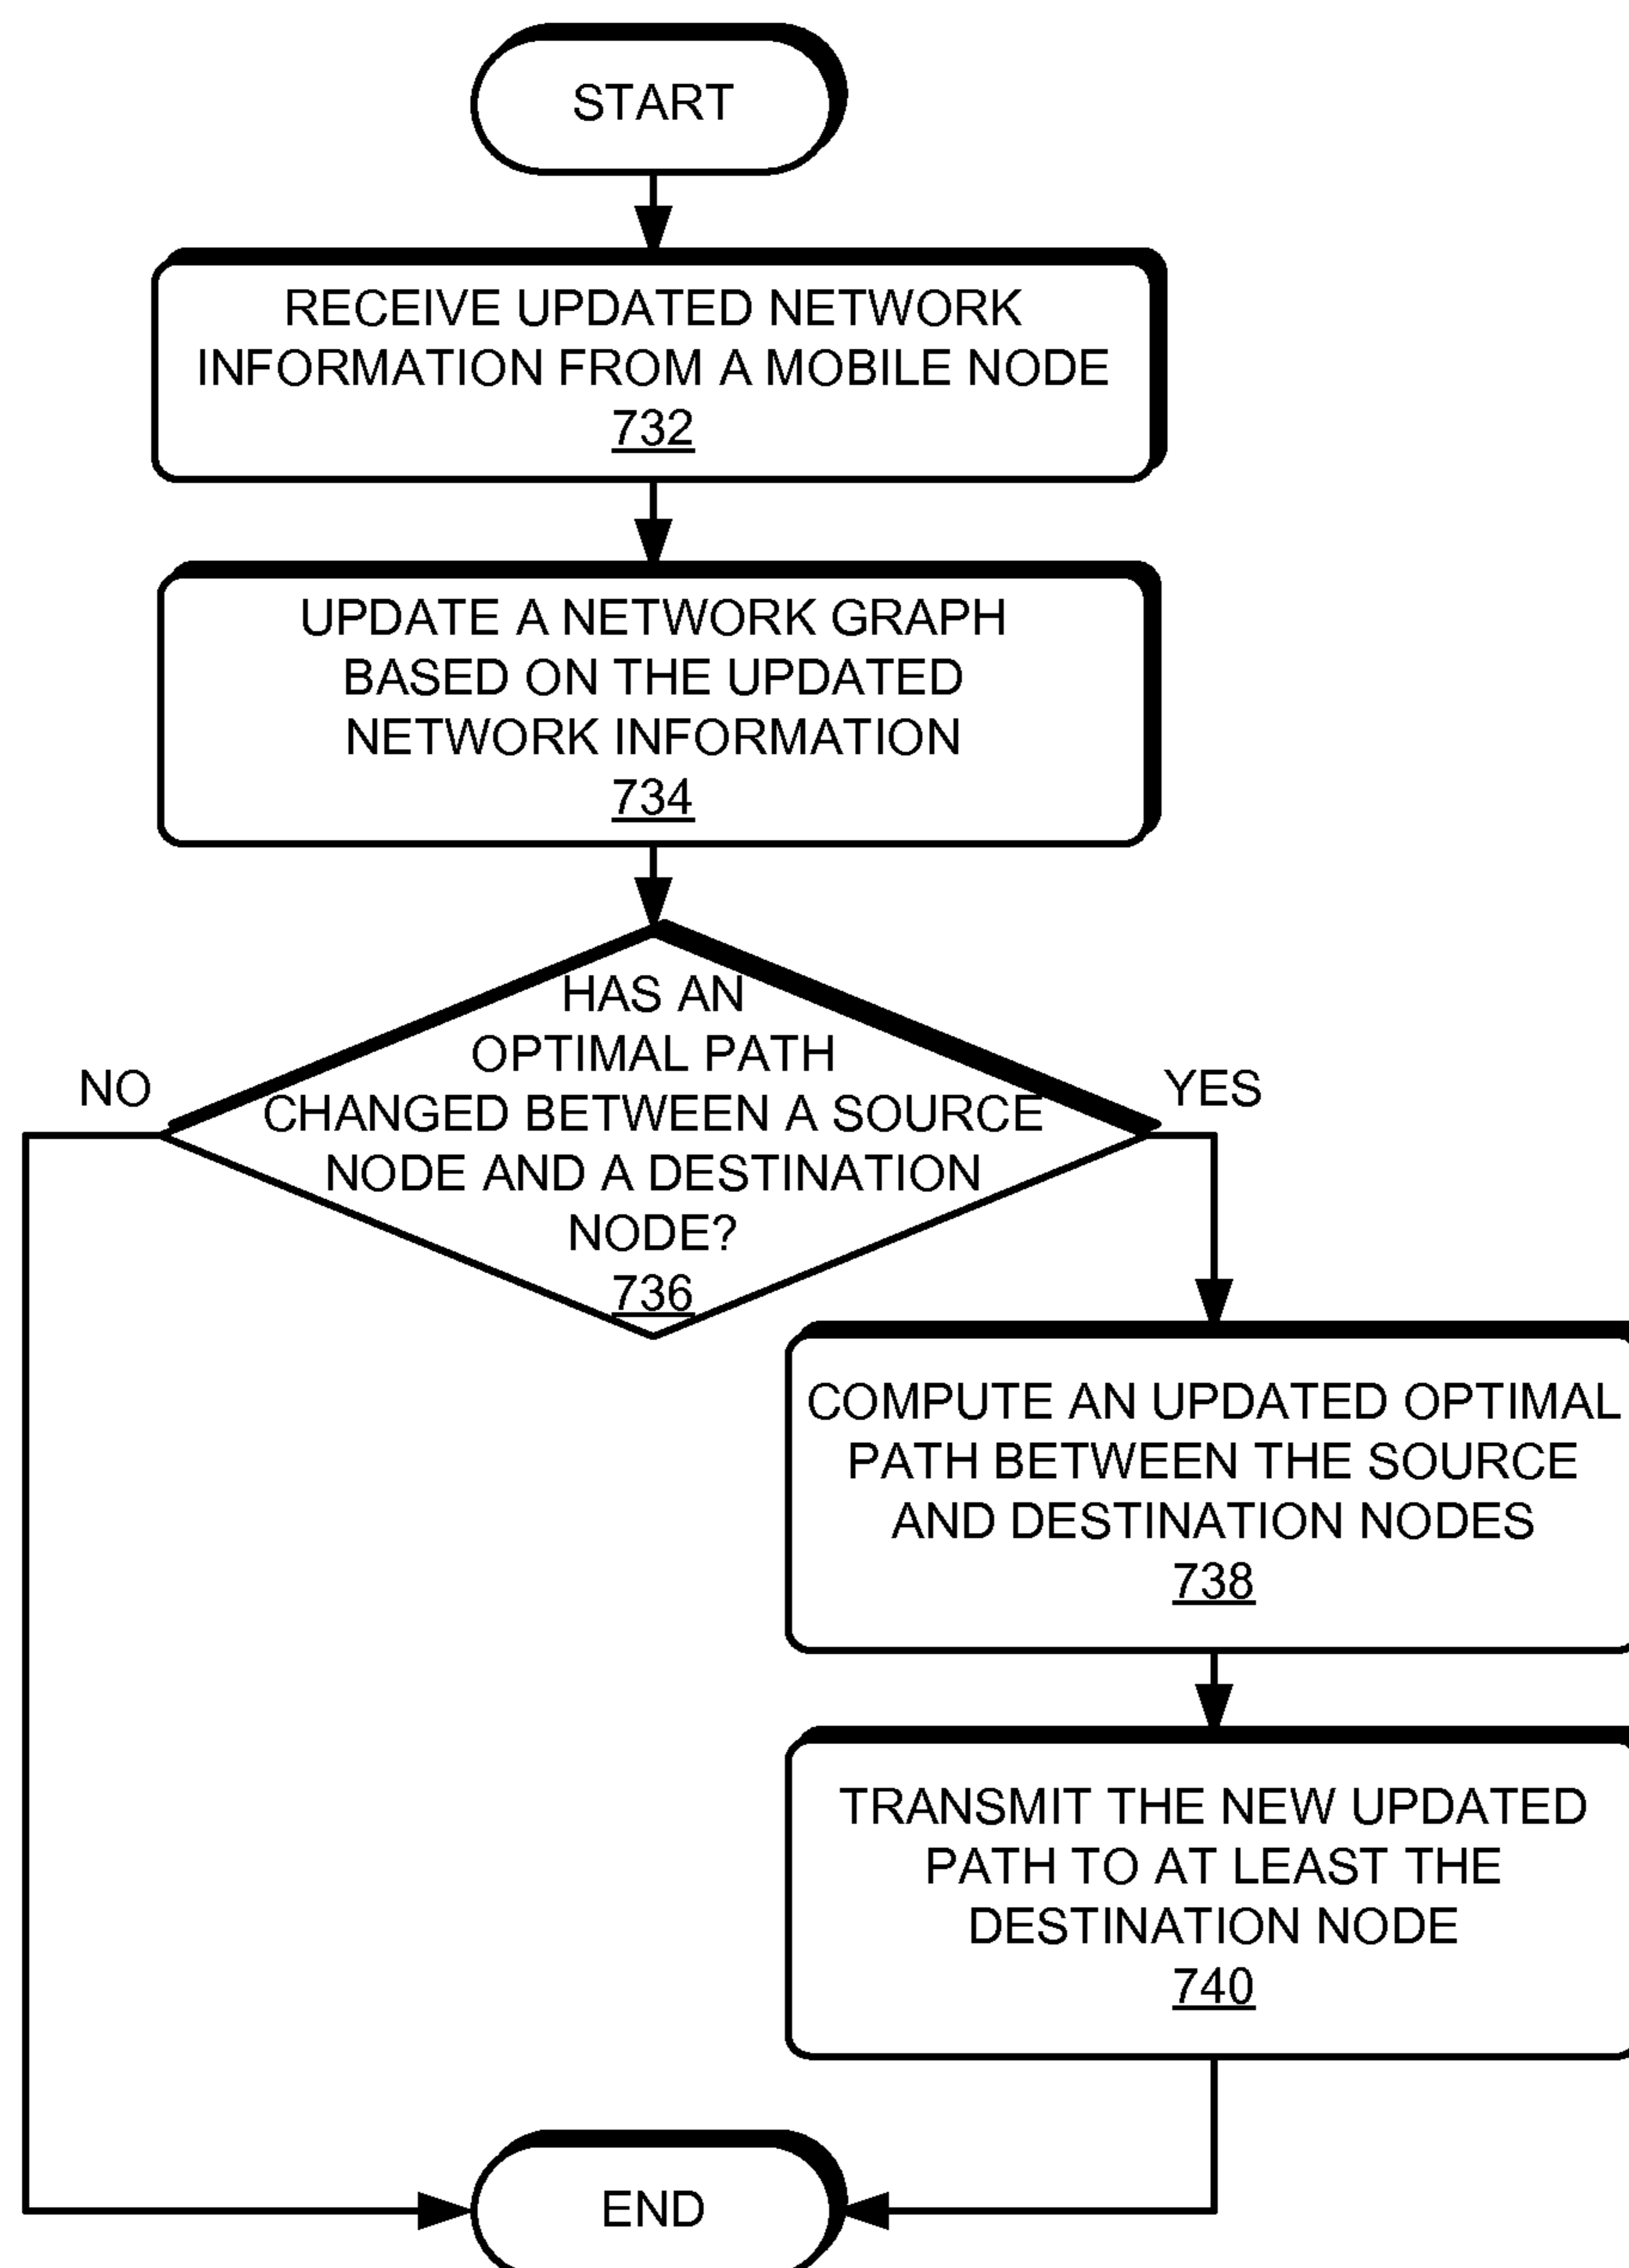 START
RECEIVE UPDATED NETWORK
INFORMATION FROM A MOBILE NODE
732
UPDATE A NETWORK GRAPH
BASED ON THE UPDATED
NETWORK INFORMATION
734
HAS AN
OPTIMAL PATH
CHANGED BETWEEN A SOURCE
NODE AND A DESTINATION
NODE?
736
NO
YES
COMPUTE AN UPDATED OPTIMAL
PATH BETWEEN THE SOURCE
AND DESTINATION NODES
738
TRANSMIT THE NEW UPDATED
PATH TO AT LEAST THE
DESTINATION NODE
740
END